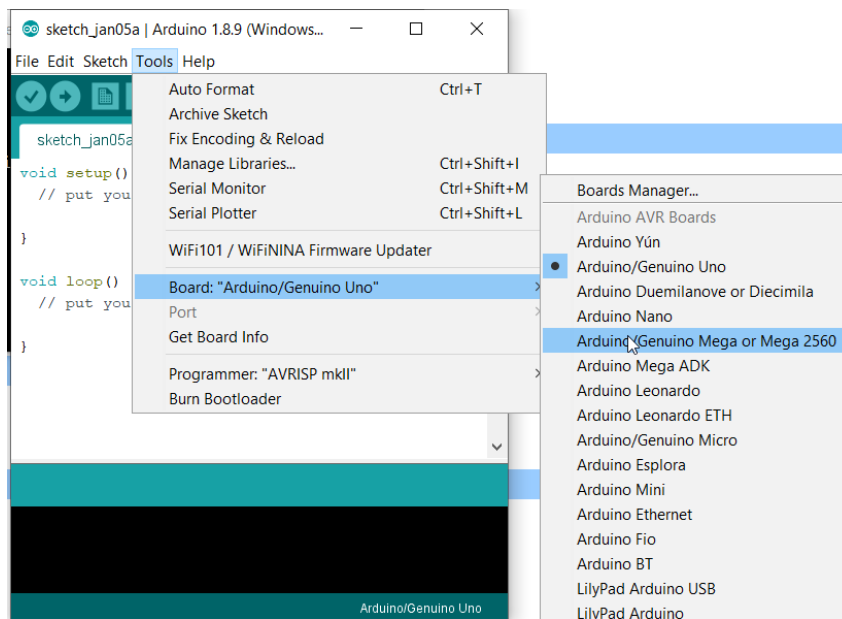 sketch_jan05a | Arduino 1.8.9 (Windows...
File Edit Sketch Tools Help
sketch_jan05a
void setup()
// put you
}
void loop()
// put you
}
Auto Format Ctrl+T
Archive Sketch
Fix Encoding & Reload
Manage Libraries... Ctrl+Shift+I
Serial Monitor Ctrl+Shift+M
Serial Plotter Ctrl+Shift+L
WiFi101 / WiFiNINA Firmware Updater
Board: "Arduino/Genuino Uno"
Port
Get Board Info
Programmer: "AVRISP mkII"
Burn Bootloader
Boards Manager...
Arduino AVR Boards
Arduino Yún
Arduino/Genuino Uno
Arduino Duemilanove or Diecimila
Arduino Nano
Arduino/Genuino Mega or Mega 2560
Arduino Mega ADK
Arduino Leonardo
Arduino Leonardo ETH
Arduino/Genuino Micro
Arduino Esplora
Arduino Mini
Arduino Ethernet
Arduino Fio
Arduino BT
LilyPad Arduino USB
LilyPad Arduino
Arduino/Genuino Uno